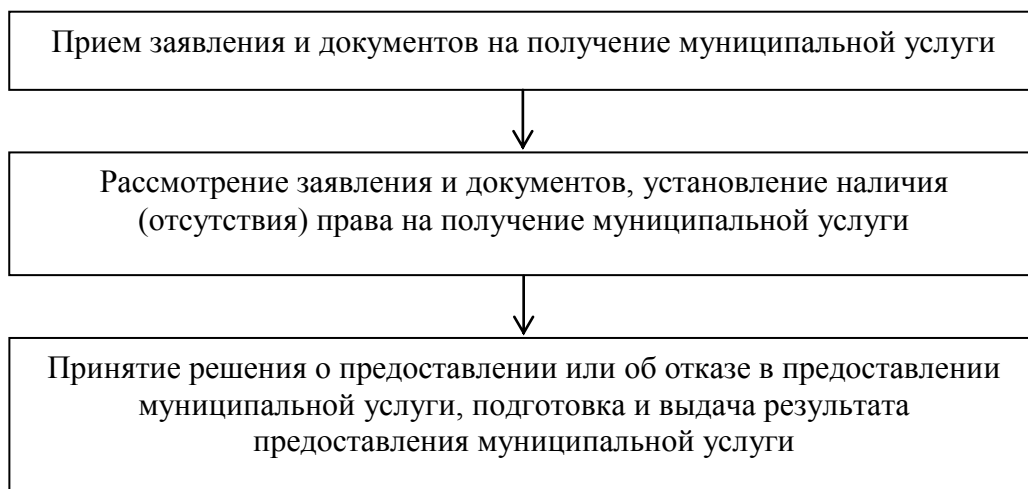 Прием заявления и документов на получение муниципальной услуги
Рассмотрение заявления и документов, установление наличия
(отсутствия) права на получение муниципальной услуги
Принятие решения о предоставлении или об отказе в предоставлении
муниципальной услуги, подготовка и выдача результата
предоставления муниципальной услуги